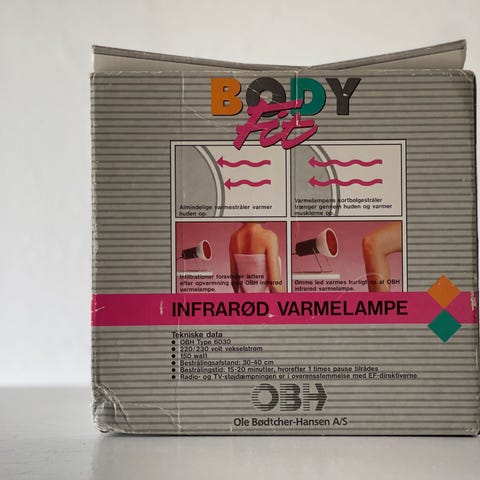 BODY
Fit
Almindelige varmestråler varmer
huden op.
Varmelampens kortbølgestråler
trænger gennem huden og varmer
musklerne op.
Infiltrationer forsvinder lettere
efter opvarmning med OBH infrarød
varmelampe.
Ømme led varmes hurtigt op af OBH
infrarød varmelampe.
INFRARØD VARMELAMPE
Tekniske data
● OBH Type 6030
● 220/230 volt vekselstrøm
● 150 watt
● Bestrålingsafstand: 30-40 cm
● Bestrålingstid: 15-20 minutter, hvorefter 1 times pause tilrådes
● Radio- og TV-støjdæmpningen er i overensstemmelse med EF-direktiverne
OBH
Ole Bødtcher-Hansen A/S